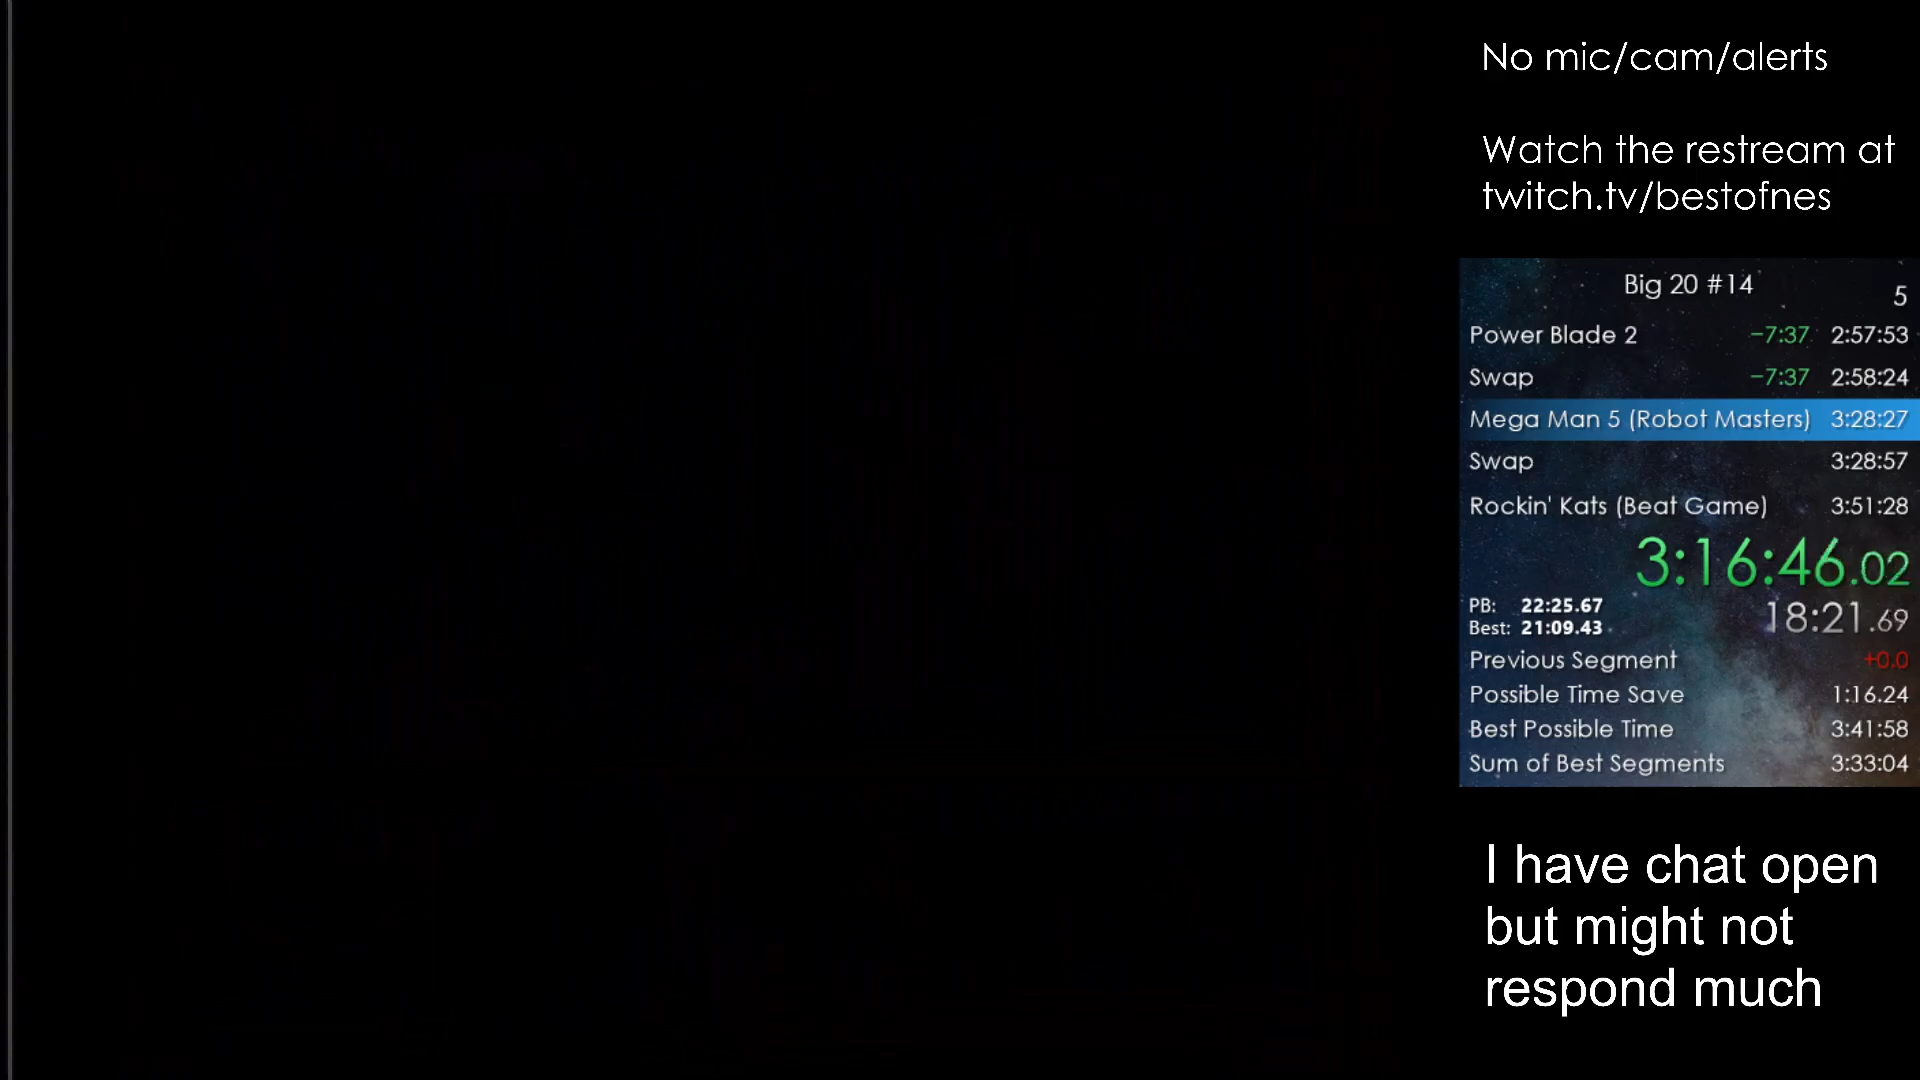 No mic/cam/alerts
Watch the restream at
twitch.tv/bestofnes
Big 20 #14
5
Power Blade 2 -7:37 2:57:53
Swap -7:37 2:58:24
Mega Man 5 (Robot Masters) 3:28:27
Swap 3:28:57
Rockin' Kats (Beat Game) 3:51:28
3:16:46.02
PB: 22:25.67
Best: 21:09.43
18:21.69
Previous Segment +0.0
Possible Time Save 1:16.24
Best Possible Time 3:41:58
Sum of Best Segments 3:33:04
I have chat open
but might not
respond much